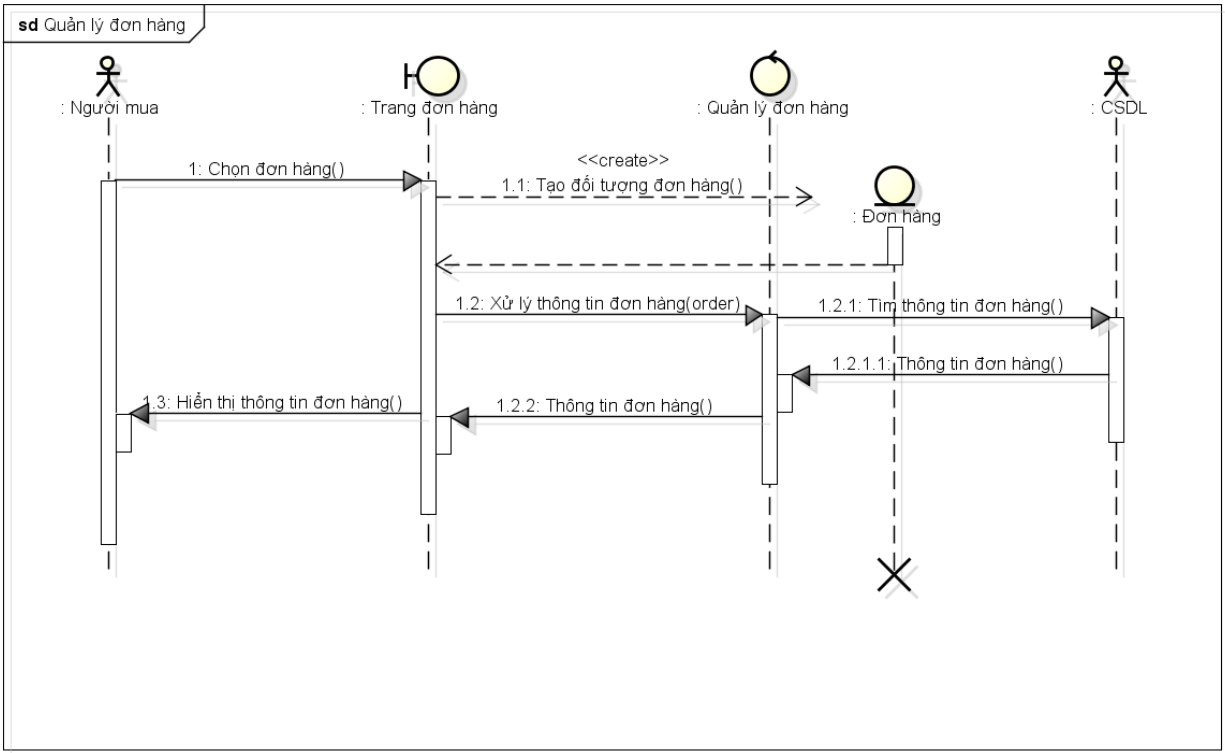 sd Quản lý đơn hàng
: Người mua
: Trang đơn hàng
: Quản lý đơn hàng
: CSDL
1: Chọn đơn hàng()
<<create>>
1.1: Tạo đối tượng đơn hàng()
: Đơn hàng
1.2: Xử lý thông tin đơn hàng(order)
1.2.1: Tìm thông tin đơn hàng()
1.2.1.1: Thông tin đơn hàng()
1.3: Hiển thị thông tin đơn hàng()
1.2.2: Thông tin đơn hàng()